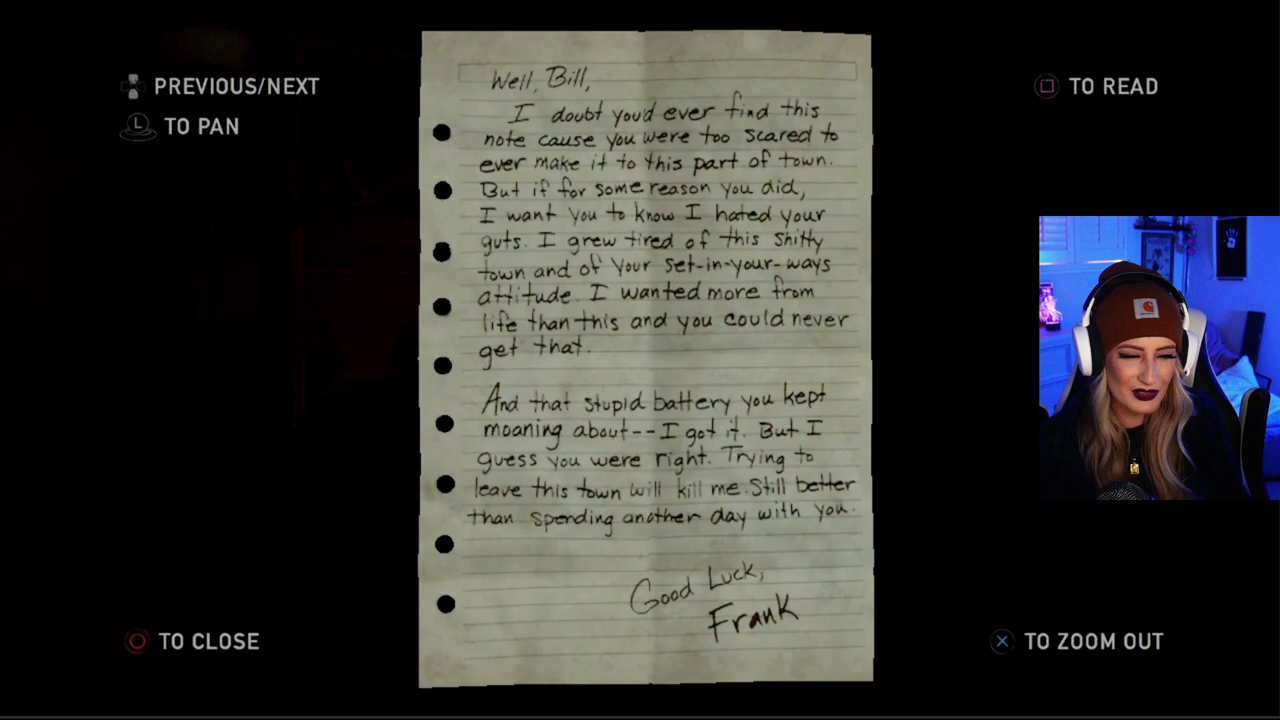 PREVIOUS/NEXT
L TO PAN
TO READ
Well, Bill,
I doubt you'd ever find this
note cause you were too scared to
ever make it to this part of town.
But if for some reason you did,
I want you to know I hated your
guts. I grew tired of this shitty
town and of your set-in-your-ways
attitude. I wanted more from
life than this and you could never
get that.
And that stupid battery you kept
moaning about--I got it. But I
guess you were right. Trying to
leave this town will kill me. Still better
than spending another day with you.
Good Luck,
Frank
TO CLOSE
TO ZOOM OUT